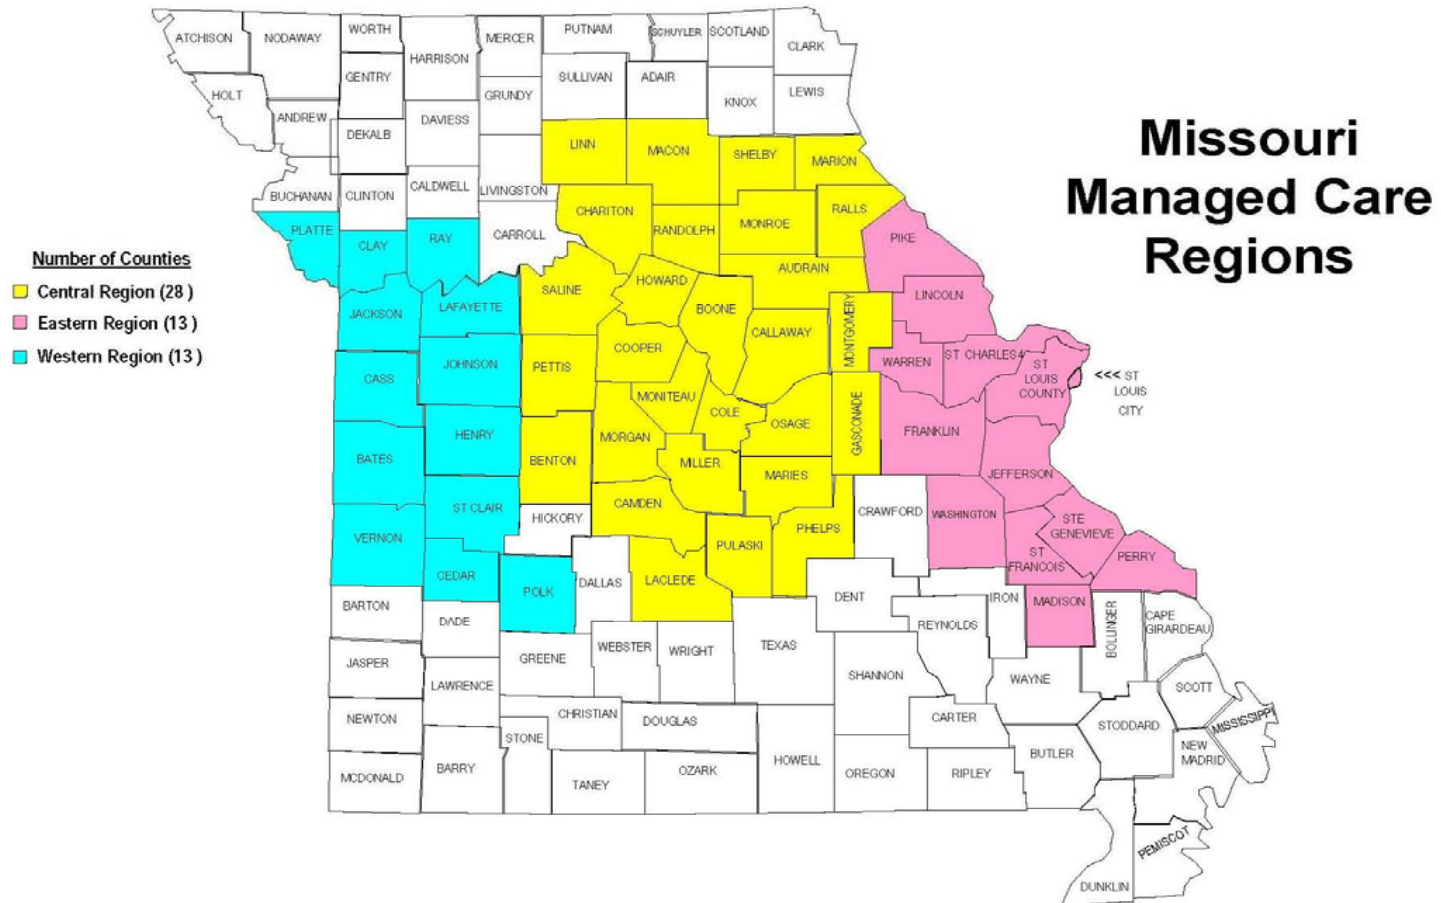 Missouri
Managed Care
Regions
Number of Counties
Central Region (28 )
Eastern Region (13 )
Western Region (13 )
ATCHISON
NODAWAY
WORTH
HARRISON
MERCER
PUTNAM
SCHUYLER
SCOTLAND
CLARK
HOLT
GENTRY
GRUNDY
SULLIVAN
ADAIR
KNOX
LEWIS
ANDREW
DEKALB
DAVIESS
LINN
MACON
SHELBY
MARION
BUCHANAN
CLINTON
CALDWELL
LIVINGSTON
CHARITON
RANDOLPH
MONROE
RALLS
PLATTE
CLAY
RAY
CARROLL
PIKE
AUDRAIN
SALINE
HOWARD
BOONE
LINCOLN
JACKSON
LAFAYETTE
CALLAWAY
MONTGOMERY
COOPER
WARREN
ST CHARLES
ST
LOUIS
COUNTY
<<< ST
LOUIS
CITY
CASS
JOHNSON
PETTIS
MONITEAU
COLE
OSAGE
GASCONADE
FRANKLIN
BATES
HENRY
BENTON
MORGAN
MILLER
MARIES
JEFFERSON
VERNON
ST CLAIR
HICKORY
CAMDEN
PULASKI
PHELPS
CRAWFORD
WASHINGTON
STE
GENEVIEVE
ST
FRANCOIS
PERRY
CEDAR
POLK
DALLAS
LACLEDE
DENT
IRON
MADISON
BARTON
DADE
REYNOLDS
BOLLINGER
CAPE
GIRARDEAU
JASPER
LAWRENCE
GREENE
WEBSTER
WRIGHT
TEXAS
SHANNON
WAYNE
SCOTT
NEWTON
CHRISTIAN
DOUGLAS
CARTER
STODDARD
MISSISSIPPI
STONE
BUTLER
NEW
MADRID
MCDONALD
BARRY
TANEY
OZARK
HOWELL
OREGON
RIPLEY
PEMISCOT
DUNKLIN